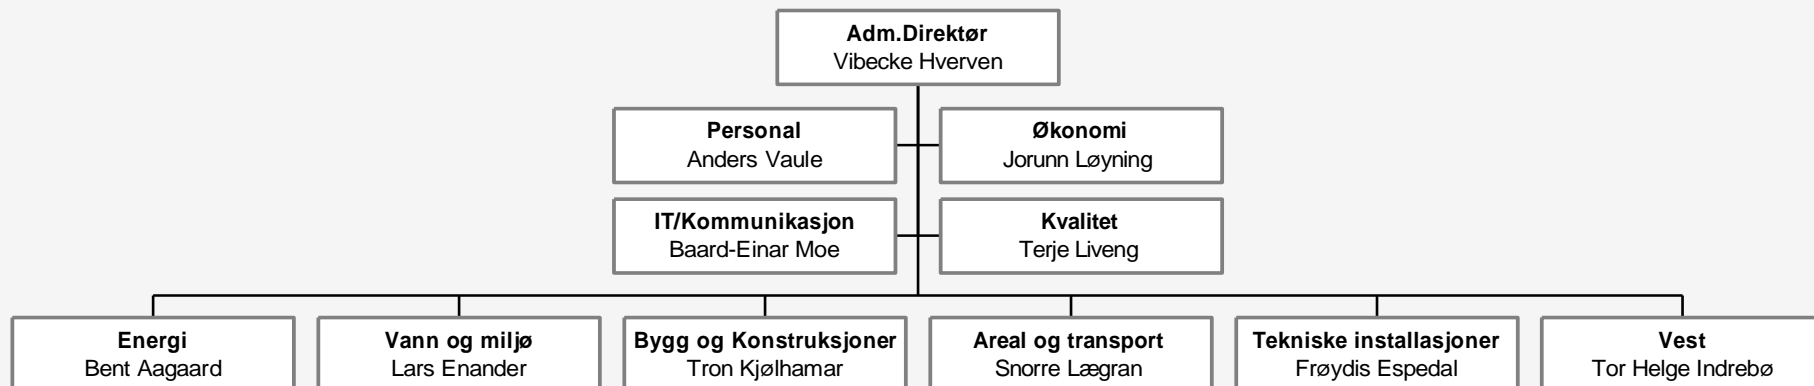 Adm.Direktør
Vibecke Hverven
Personal
Anders Vaule
Økonomi
Jorunn Løyning
IT/Kommunikasjon
Baard-Einar Moe
Kvalitet
Terje Liveng
Energi
Bent Aagaard
Vann og miljø
Lars Enander
Bygg og Konstruksjoner
Tron Kjølhamar
Areal og transport
Snorre Lægran
Tekniske installasjoner
Frøydis Espedal
Vest
Tor Helge Indrebø